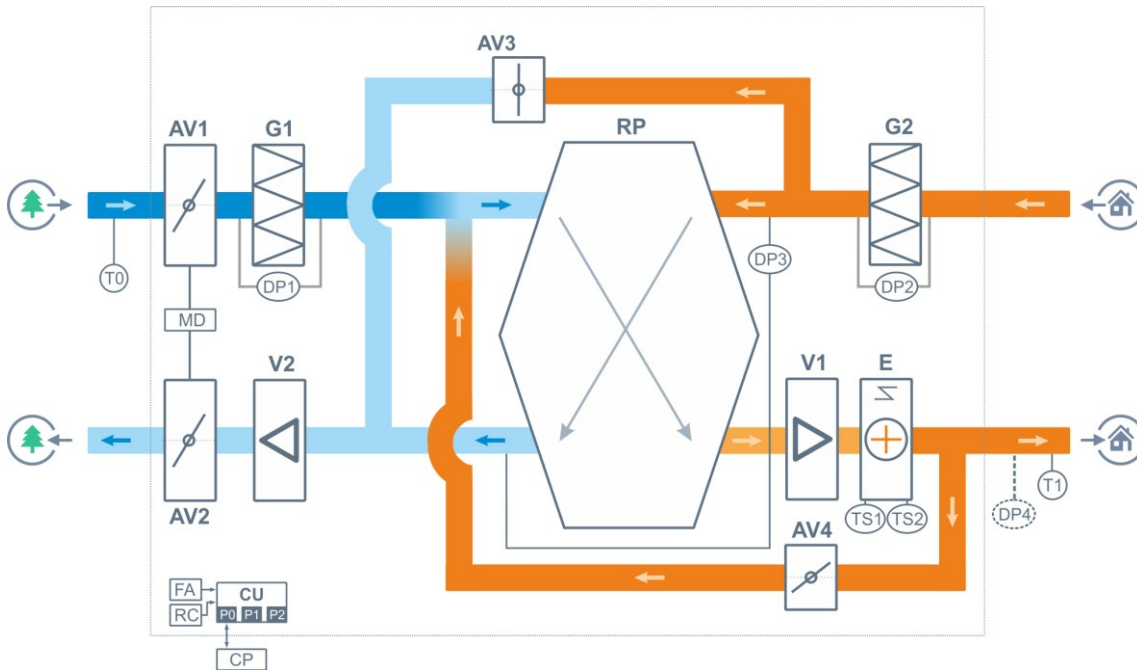 AV3
AV1
G1
RP
G2
T0
DP1
DP3
DP2
MD
V2
V1
E
AV2
TS1
TS2
DP4
T1
AV4
FA
CU
RC
P0 P1 P2
CP